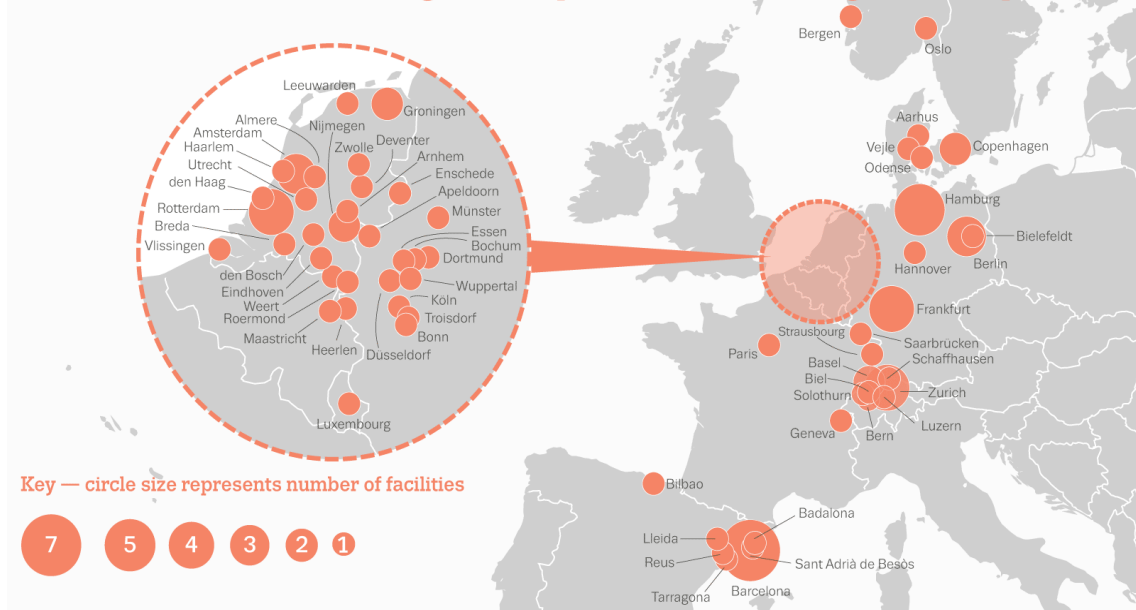 Bergen
Oslo
Leeuwarden
Groningen
Almere
Nijmegen
Amsterdam
Deventer
Haarlem
Zwolle
Arnhem
Utrecht
Enschede
den Haag
Apeldoorn
Rotterdam
Münster
Breda
Essen
Vlissingen
Bochum
Dortmund
den Bosch
Wuppertal
Eindhoven
Weert
Köln
Roermond
Troisdorf
Maastricht
Bonn
Heerlen
Düsseldorf
Luxembourg
Aarhus
Vejle
Copenhagen
Odense
Hamburg
Bielefeldt
Hannover
Berlin
Frankfurt
Strausbourg
Saarbrücken
Paris
Schaffhausen
Basel
Biel
Solothurn
Zurich
Luzern
Geneva
Bern
Bilbao
Badalona
Lleida
Reus
Sant Adrià de Besòs
Tarragona
Barcelona
Key — circle size represents number of facilities
7 5 4 3 2 1